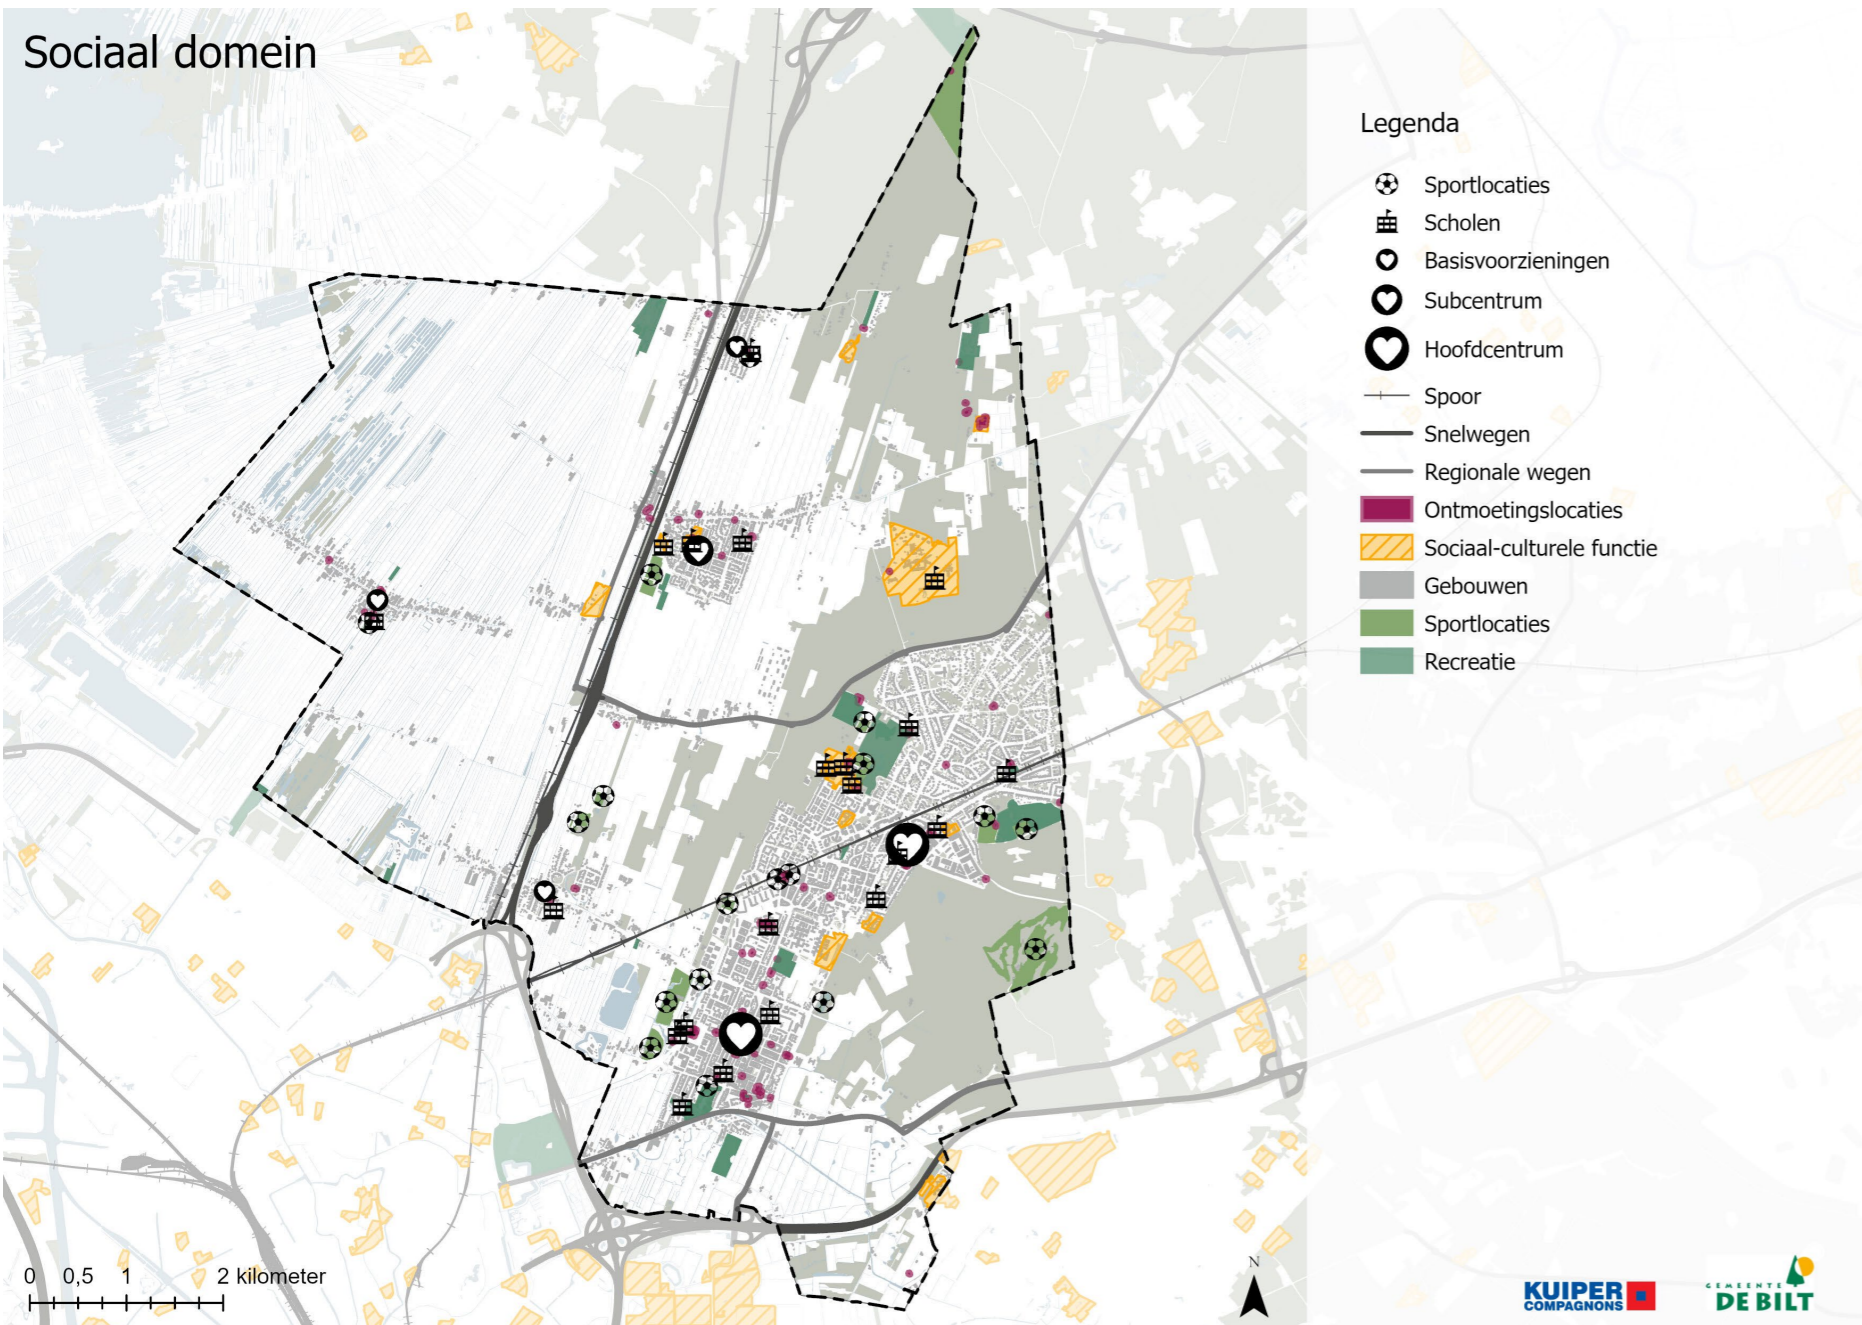 Sociaal domein
Legenda
Sportlocaties
Scholen
Basisvoorzieningen
Subcentrum
Hoofdcentrum
Spoor
Snelwegen
Regionale wegen
Ontmoetingslocaties
Sociaal-culturele functie
Gebouwen
Sportlocaties
Recreatie
0 0,5 1 2 kilometer
N
KUIPER
COMPAGNONS
GEMEENTE
DE BILT